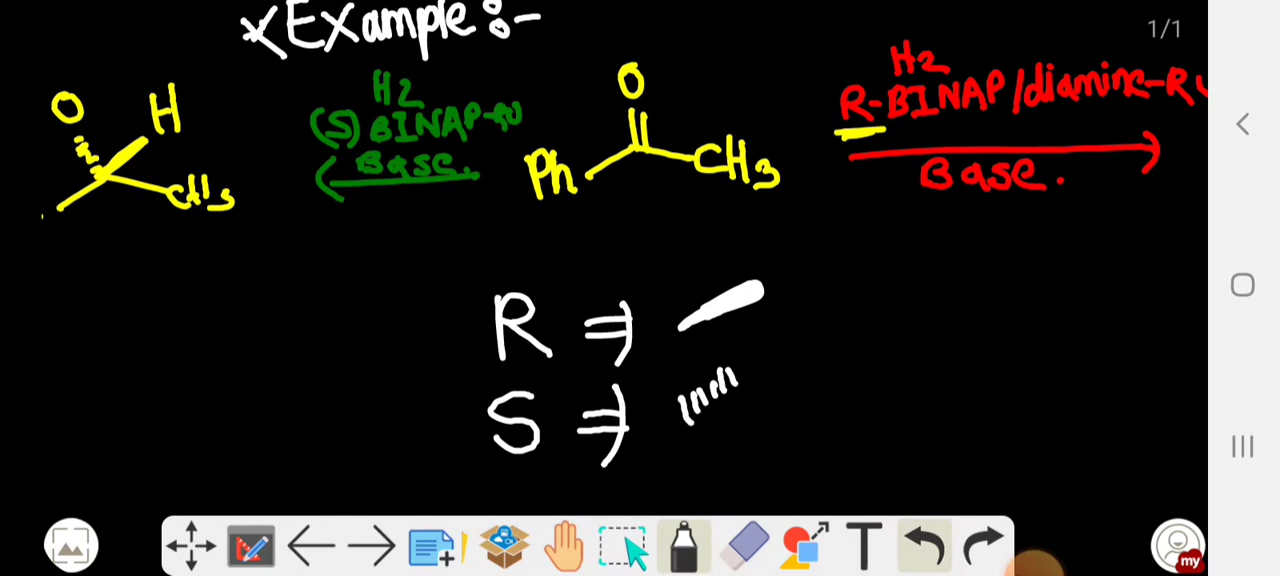 Example :-
1/1
O H
CH3
H2
(S) BINAP-RU
Base.
O
Ph CH3
H2
R-BINAP/diamine-Ru
Base.
R ⇒
S ⇒
T
my